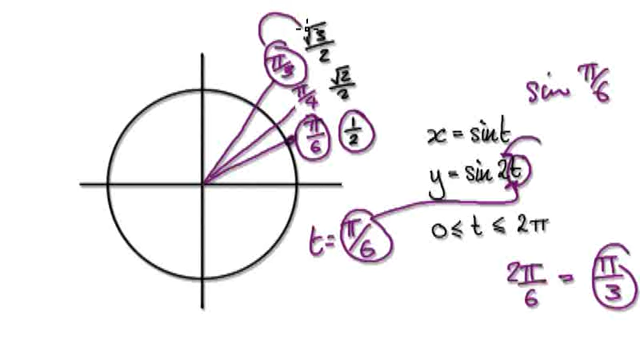 √3/2
π/3
√2/2
π/4
π/6 1/2
sin π/6
x = sin t
y = sin 2t
0 ≤ t ≤ 2π
t = π/6
2π/6 = π/3